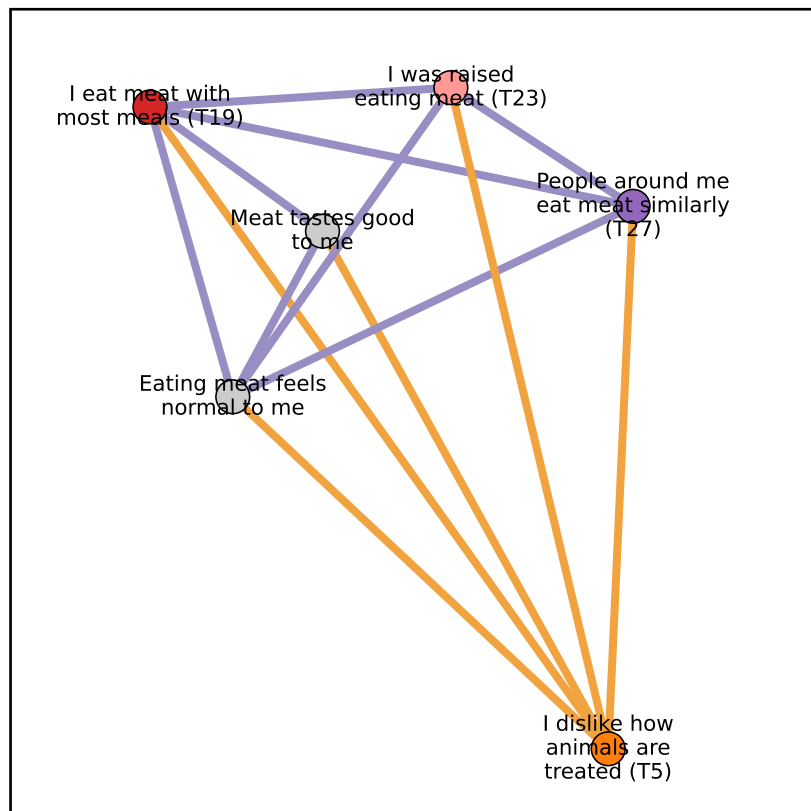 I was raised
eating meat (T23)
I eat meat with
most meals (T19)
People around me
eat meat similarly
(T27)
Meat tastes good
to me
Eating meat feels
normal to me
I dislike how
animals are
treated (T5)